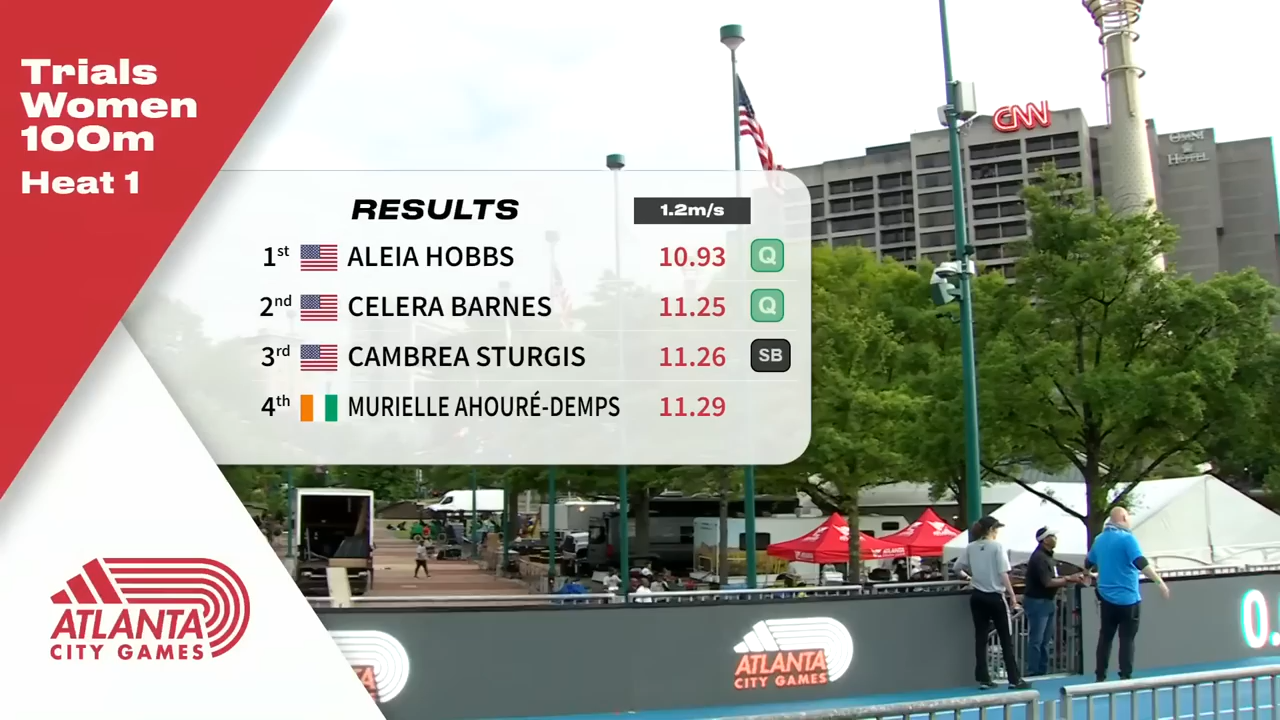 Trials
Women
100m
Heat 1
RESULTS 1.2m/s
1st ALEIA HOBBS 10.93 Q
2nd CELERA BARNES 11.25 Q
3rd CAMBREA STURGIS 11.26 SB
4th MURIELLE AHOURÉ-DEMPS 11.29
CNN
OMNI
HOTEL
ATLANTA
CITY GAMES
ATLANTA
CITY GAMES
0.